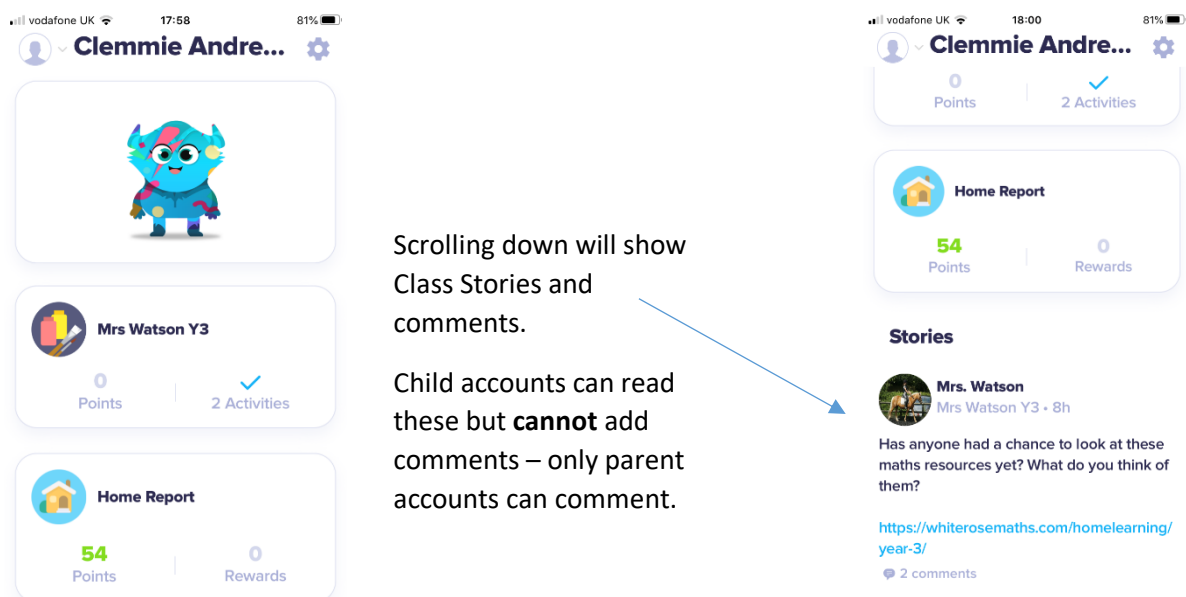 vodafone UK 17:58 81%
Clemmie Andre...
Mrs Watson Y3
0
Points
2 Activities
Home Report
54
Points
0
Rewards
Scrolling down will show
Class Stories and
comments.
Child accounts can read
these but cannot add
comments – only parent
accounts can comment.
vodafone UK 18:00 81%
Clemmie Andre...
0
Points
2 Activities
Home Report
54
Points
0
Rewards
Stories
Mrs. Watson
Mrs Watson Y3 • 8h
Has anyone had a chance to look at these
maths resources yet? What do you think of
them?
https://whiterosemaths.com/homelearning/
year-3/
2 comments